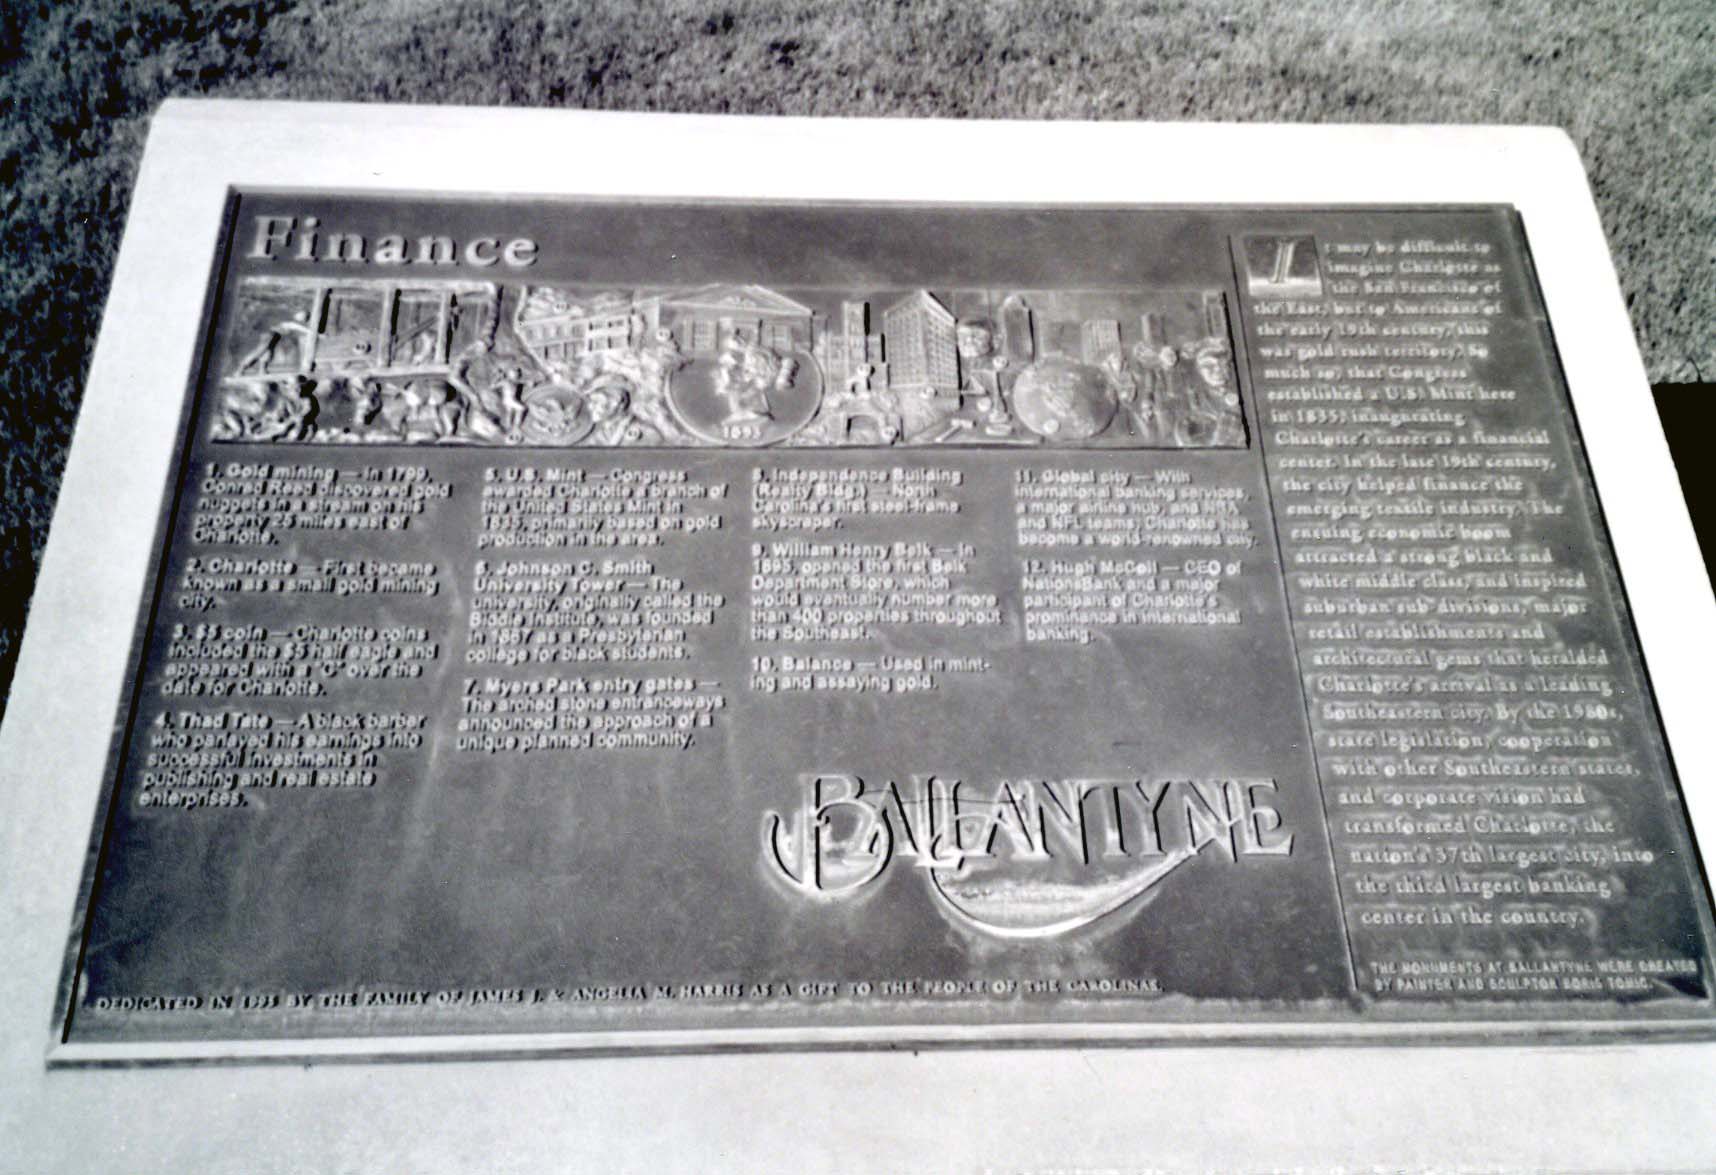 Finance
1893
1. Gold mining — In 1799,
Conrad Reed discovered gold
nuggets in a stream on his
property 25 miles east of
Charlotte.
2. Charlotte — First became
known as a small gold mining
city.
3. $5 coin — Charlotte coins
included the $5 half eagle and
appeared with a "C" over the
date for Charlotte.
4. Thad Tate — A black barber
who parlayed his earnings into
successful investments in
publishing and real estate
enterprises.
5. U.S. Mint — Congress
awarded Charlotte a branch of
the United States Mint in
1835, primarily based on gold
production in the area.
6. Johnson C. Smith
University Tower — The
university, originally called the
Biddle Institute, was founded
in 1867 as a Presbyterian
college for black students.
7. Myers Park entry gates —
The arched stone entranceways
announced the approach of a
unique planned community.
8. Independence Building
(Realty Bldg.) — North
Carolina's first steel-frame
skyscraper.
9. William Henry Belk — In
1895, opened the first Belk
Department Store, which
would eventually number more
than 400 properties throughout
the Southeast.
10. Balance — Used in mint-
ing and assaying gold.
11. Global city — With
international banking services,
a major airline hub, and NBA
and NFL teams, Charlotte has
become a world-renowned city.
12. Hugh McColl — CEO of
NationsBank and a major
participant of Charlotte's
prominence in international
banking.
BALLANTYNE
It may be difficult to
imagine Charlotte as
the San Francisco of
the East, but to Americans of
the early 19th century, this
was gold rush territory. So
much so, that Congress
established a U.S. Mint here
in 1835, inaugurating
Charlotte's career as a financial
center. In the late 19th century,
the city helped finance the
emerging textile industry. The
ensuing economic boom
attracted a strong black and
white middle class, and inspired
suburban sub divisions, major
retail establishments and
architectural gems that heralded
Charlotte's arrival as a leading
Southeastern city. By the 1980s,
state legislation, cooperation
with other Southeastern states,
and corporate vision had
transformed Charlotte, the
nation's 37th largest city, into
the third largest banking
center in the country.
THE MONUMENTS AT BALLANTYNE WERE CREATED
BY PAINTER AND SCULPTOR BORIS TOMIC.
DEDICATED IN 1995 BY THE FAMILY OF JAMES J. & ANGELIA M. HARRIS AS A GIFT TO THE PEOPLE OF THE CAROLINAS.